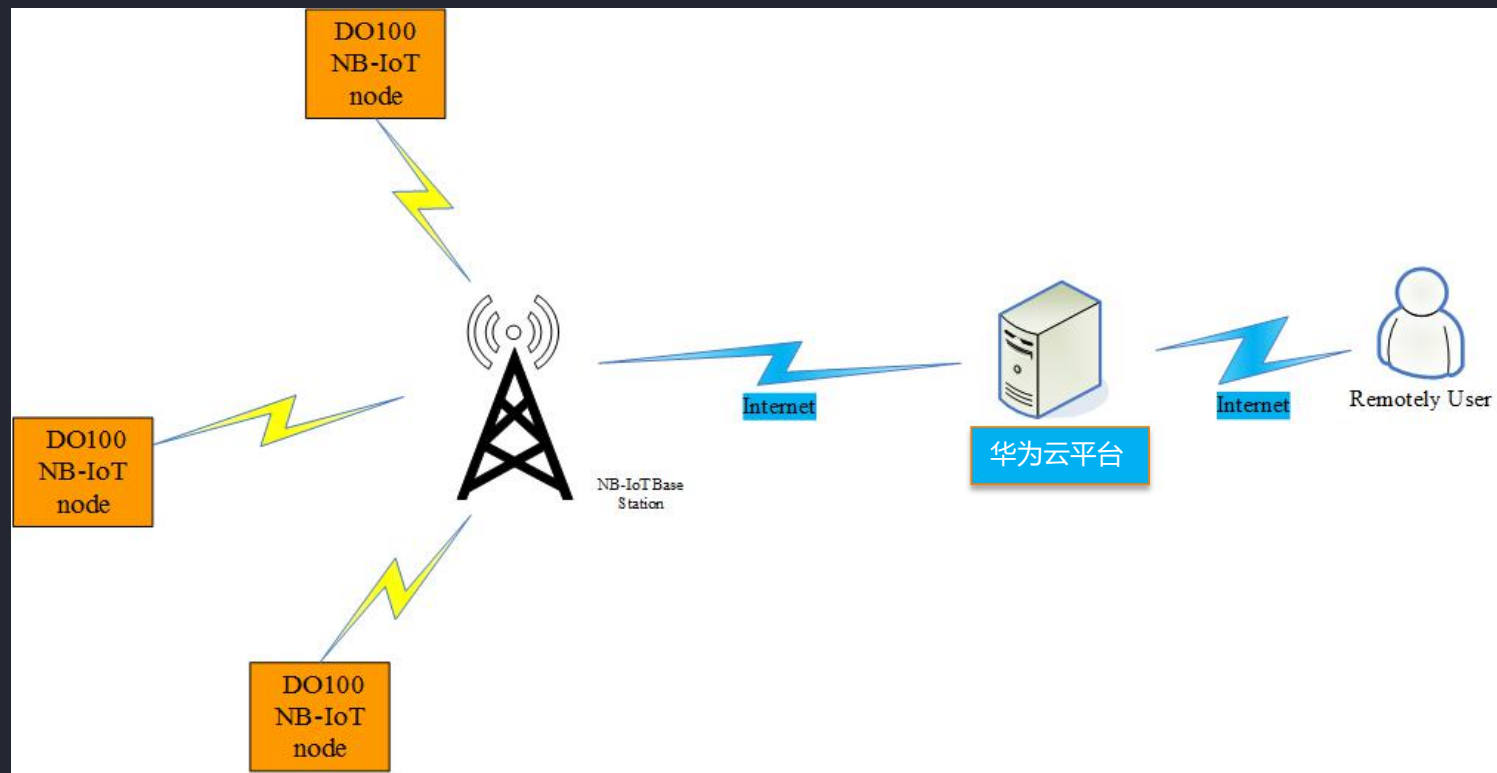 DO100
NB-IoT
node
DO100
NB-IoT
node
DO100
NB-IoT
node
NB-IoT Base
Station
Internet
华为云平台
Internet
Remotely User